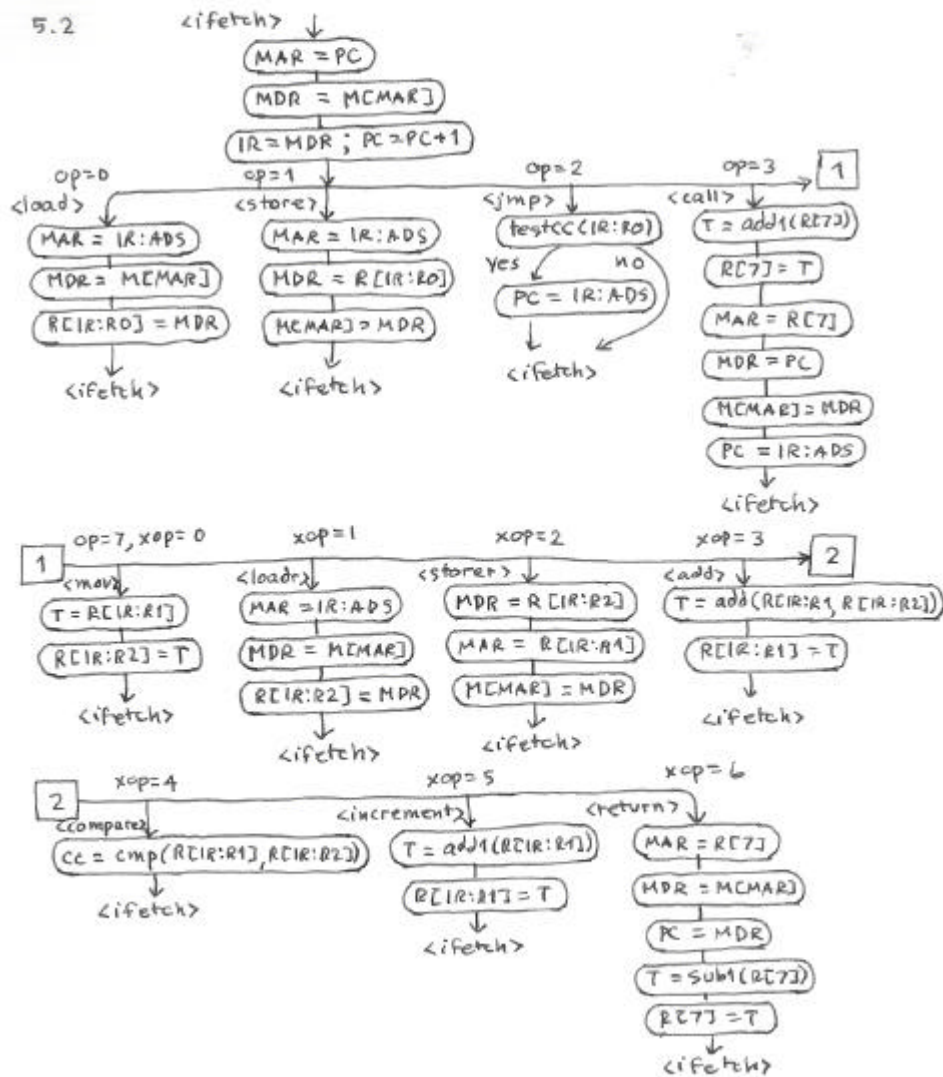 5.2
<ifetch>
MAR = PC
MDR = M[MAR]
IR = MDR ; PC = PC+1
op=0 op=1 op=2 op=3 1
<load> <store> <jmp> <call>
MAR = IR:ADS MAR = IR:ADS testcc(IR:R0) T = add1(R[7])
MDR = M[MAR] MDR = R[IR:R0] yes no R[7] = T
R[IR:R0] = MDR M[MAR] = MDR PC = IR:ADS MAR = R[7]
<ifetch> <ifetch> <ifetch> MDR = PC
M[MAR] = MDR
PC = IR:ADS
<ifetch>
1 op=7, xop=0 xop=1 xop=2 xop=3 2
<mov> <loadr> <storer> <add>
T = R[IR:R1] MAR = IR:ADS MDR = R[IR:R2] T = add(R[IR:R1, R[IR:R2])
R[IR:R2] = T MDR = M[MAR] MAR = R[IR:R1] R[IR:R1] = T
<ifetch> R[IR:R2] = MDR M[MAR] = MDR <ifetch>
<ifetch> <ifetch>
2 xop=4 xop=5 xop=6
<compare> <increment> <return>
cc = cmp(R[IR:R1], R[IR:R2]) T = add1(R[IR:R1]) MAR = R[7]
<ifetch> R[IR:R1] = T MDR = M[MAR]
<ifetch> PC = MDR
T = sub1(R[7])
R[7] = T
<ifetch>